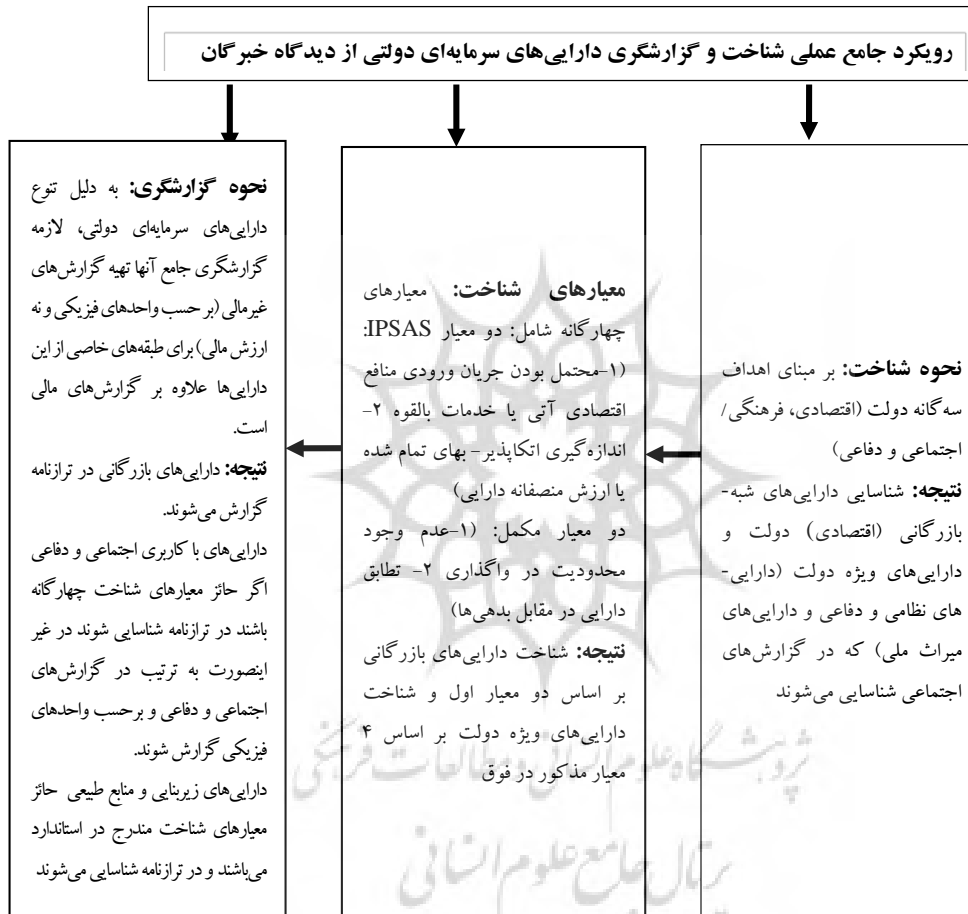 رویکرد جامع عملی شناخت و گزارشگری دارایی‌های سرمایه‌ای دولتی از دیدگاه خبرگان
نحوه شناخت: بر مبنای اهداف
سه گانه دولت (اقتصادی، فرهنگی/
اجتماعی و دفاعی)
نتیجه: شناسایی دارایی‌های شبه-
بازرگانی (اقتصادی) دولت و
دارایی‌های ویژه دولت (دارایی-
های نظامی و دفاعی و دارایی‌های
میراث ملی) که در گزارش‌های
اجتماعی شناسایی می‌شوند
معیارهای شناخت: معیارهای
چهارگانه شامل: دو معیار IPSAS:
(۱-محتمل بودن جریان ورودی منافع
اقتصادی آتی یا خدمات بالقوه ۲-
اندازه‌گیری اتکاپذیر- بهای تمام شده
یا ارزش منصفانه دارایی)
دو معیار مکمل: (۱-عدم وجود
محدودیت در واگذاری ۲- تطابق
دارایی در مقابل بدهی‌ها)
نتیجه: شناخت دارایی‌های بازرگانی
بر اساس دو معیار اول و شناخت
دارایی‌های ویژه دولت بر اساس ۴
معیار مذکور در فوق
نحوه گزارشگری: به دلیل تنوع
دارایی‌های سرمایه‌ای دولتی، لازمه
گزارشگری جامع آنها تهیه گزارش‌های
غیرمالی (بر حسب واحدهای فیزیکی و نه
ارزش مالی) برای طبقه‌های خاصی از این
دارایی‌ها علاوه بر گزارش‌های مالی
است.
نتیجه: دارایی‌های بازرگانی در ترازنامه
گزارش می‌شوند.
دارایی‌های با کاربری اجتماعی و دفاعی
اگر حائز معیارهای شناخت چهارگانه
باشند در ترازنامه شناسایی شوند در غیر
اینصورت به ترتیب در گزارش‌های
اجتماعی و دفاعی و برحسب واحدهای
فیزیکی گزارش شوند.
دارایی‌های زیربنایی و منابع طبیعی حائز
معیارهای شناخت مندرج در استاندارد
می‌باشند و در ترازنامه شناسایی می‌شوند
پژوهشگاه علوم انسانی و مطالعات فرهنگی
پرتال جامع علوم انسانی